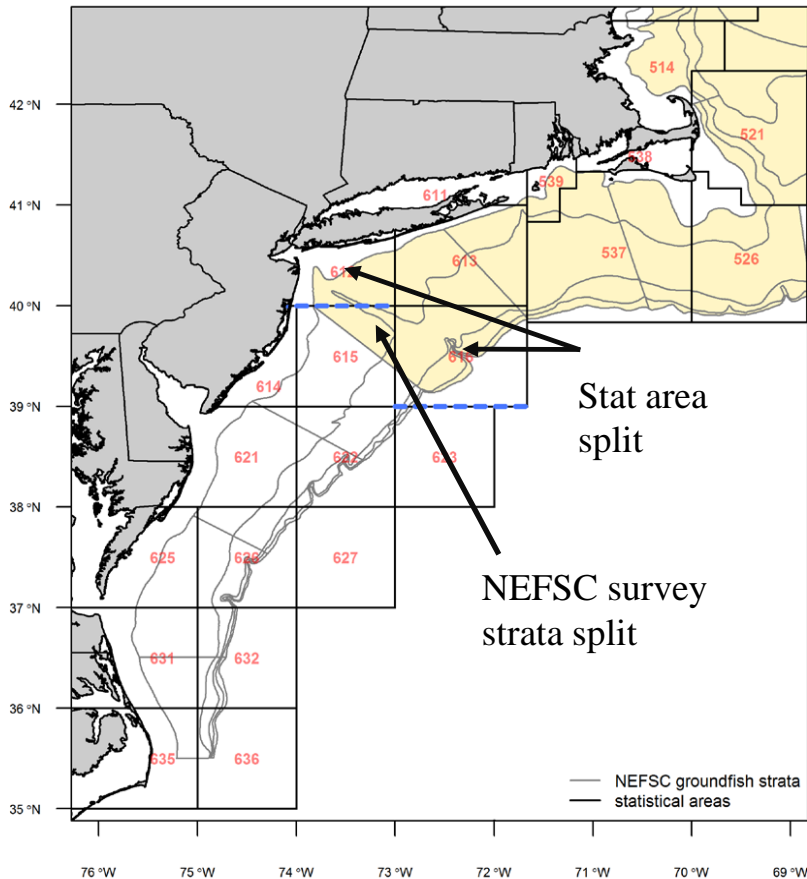 514
42 °N
521
538
539
611
41 °N
613
537
526
612
40 °N
615
616
614
Stat area
split
39 °N
621
622
623
38 °N
625
626
627
NEFSC survey
strata split
37 °N
631
632
36 °N
635
636
NEFSC groundfish strata
statistical areas
35 °N
76 °W
75 °W
74 °W
73 °W
72 °W
71 °W
70 °W
69 °W